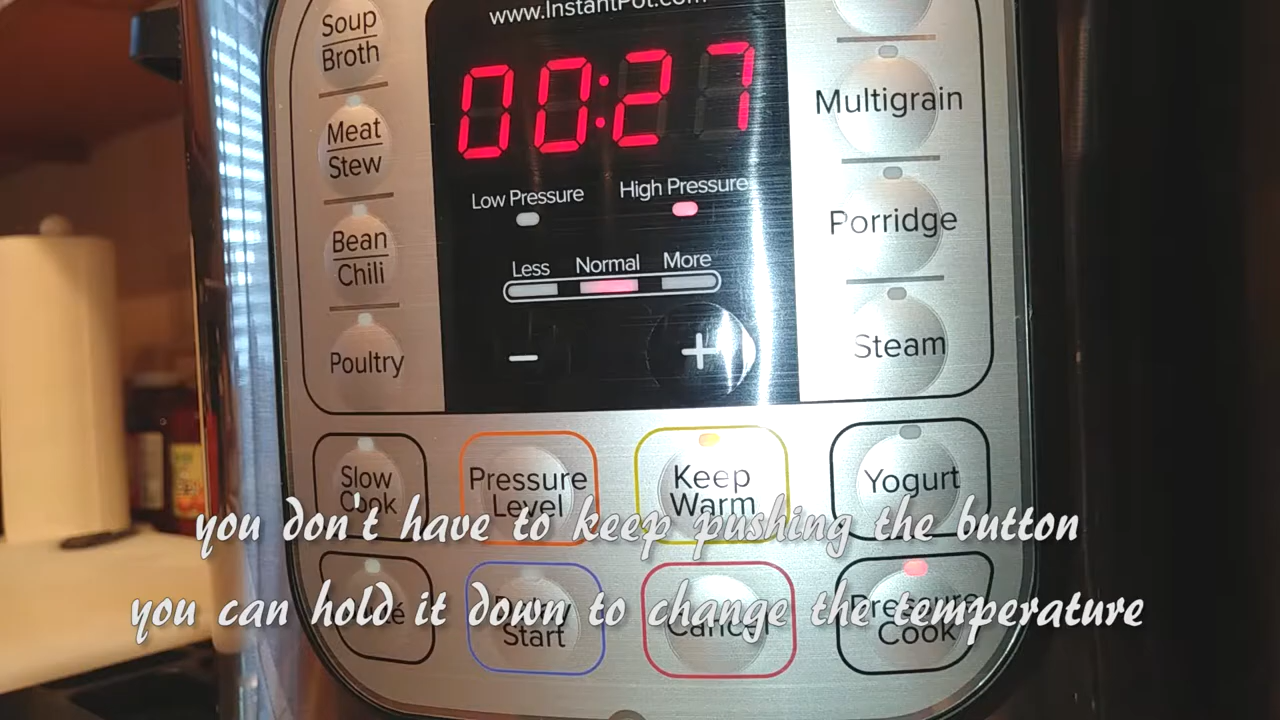 www.InstantPot.com
Soup
Broth
Meat
Stew
Bean
Chili
Poultry
00:27
Low Pressure
High Pressure
Less Normal More
− +
Multigrain
Porridge
Steam
Slow
Cook
Pressure
Level
Keep
Warm
Yogurt
Delay
Start
Cancel
Pressure
Cook
you don't have to keep pushing the button
you can hold it down to change the temperature